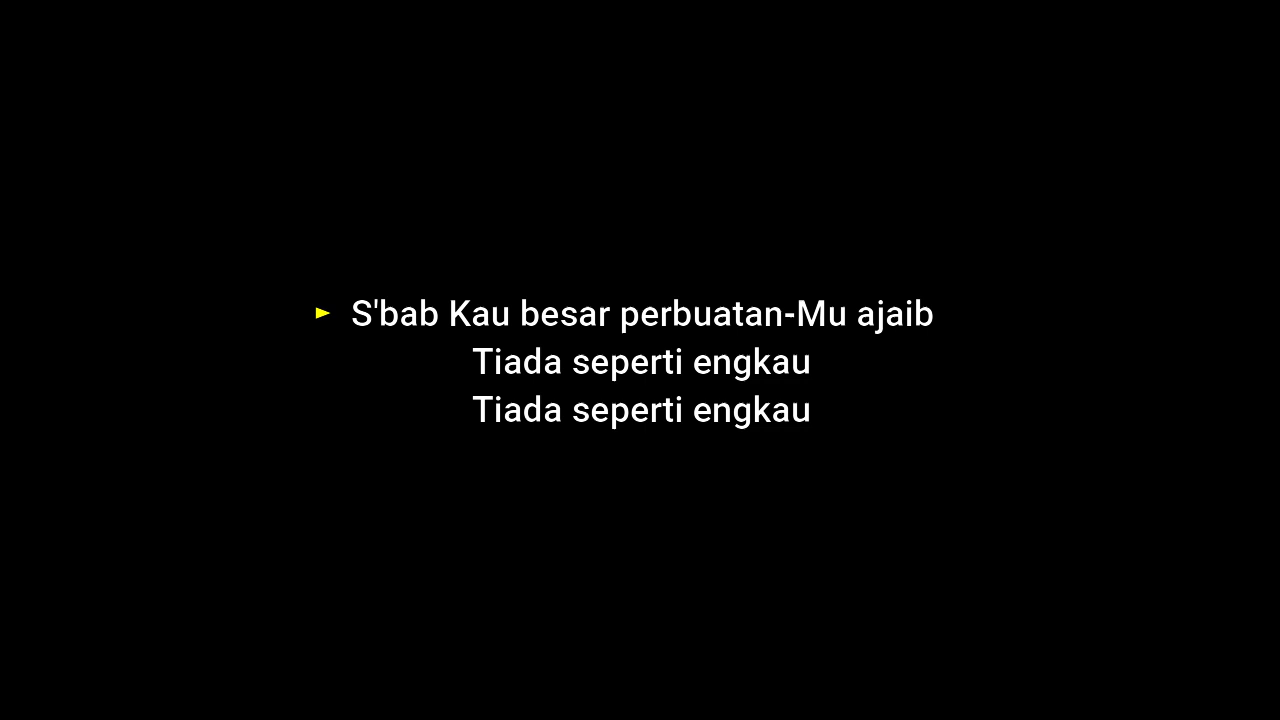 ► S'bab Kau besar perbuatan-Mu ajaib
Tiada seperti engkau
Tiada seperti engkau